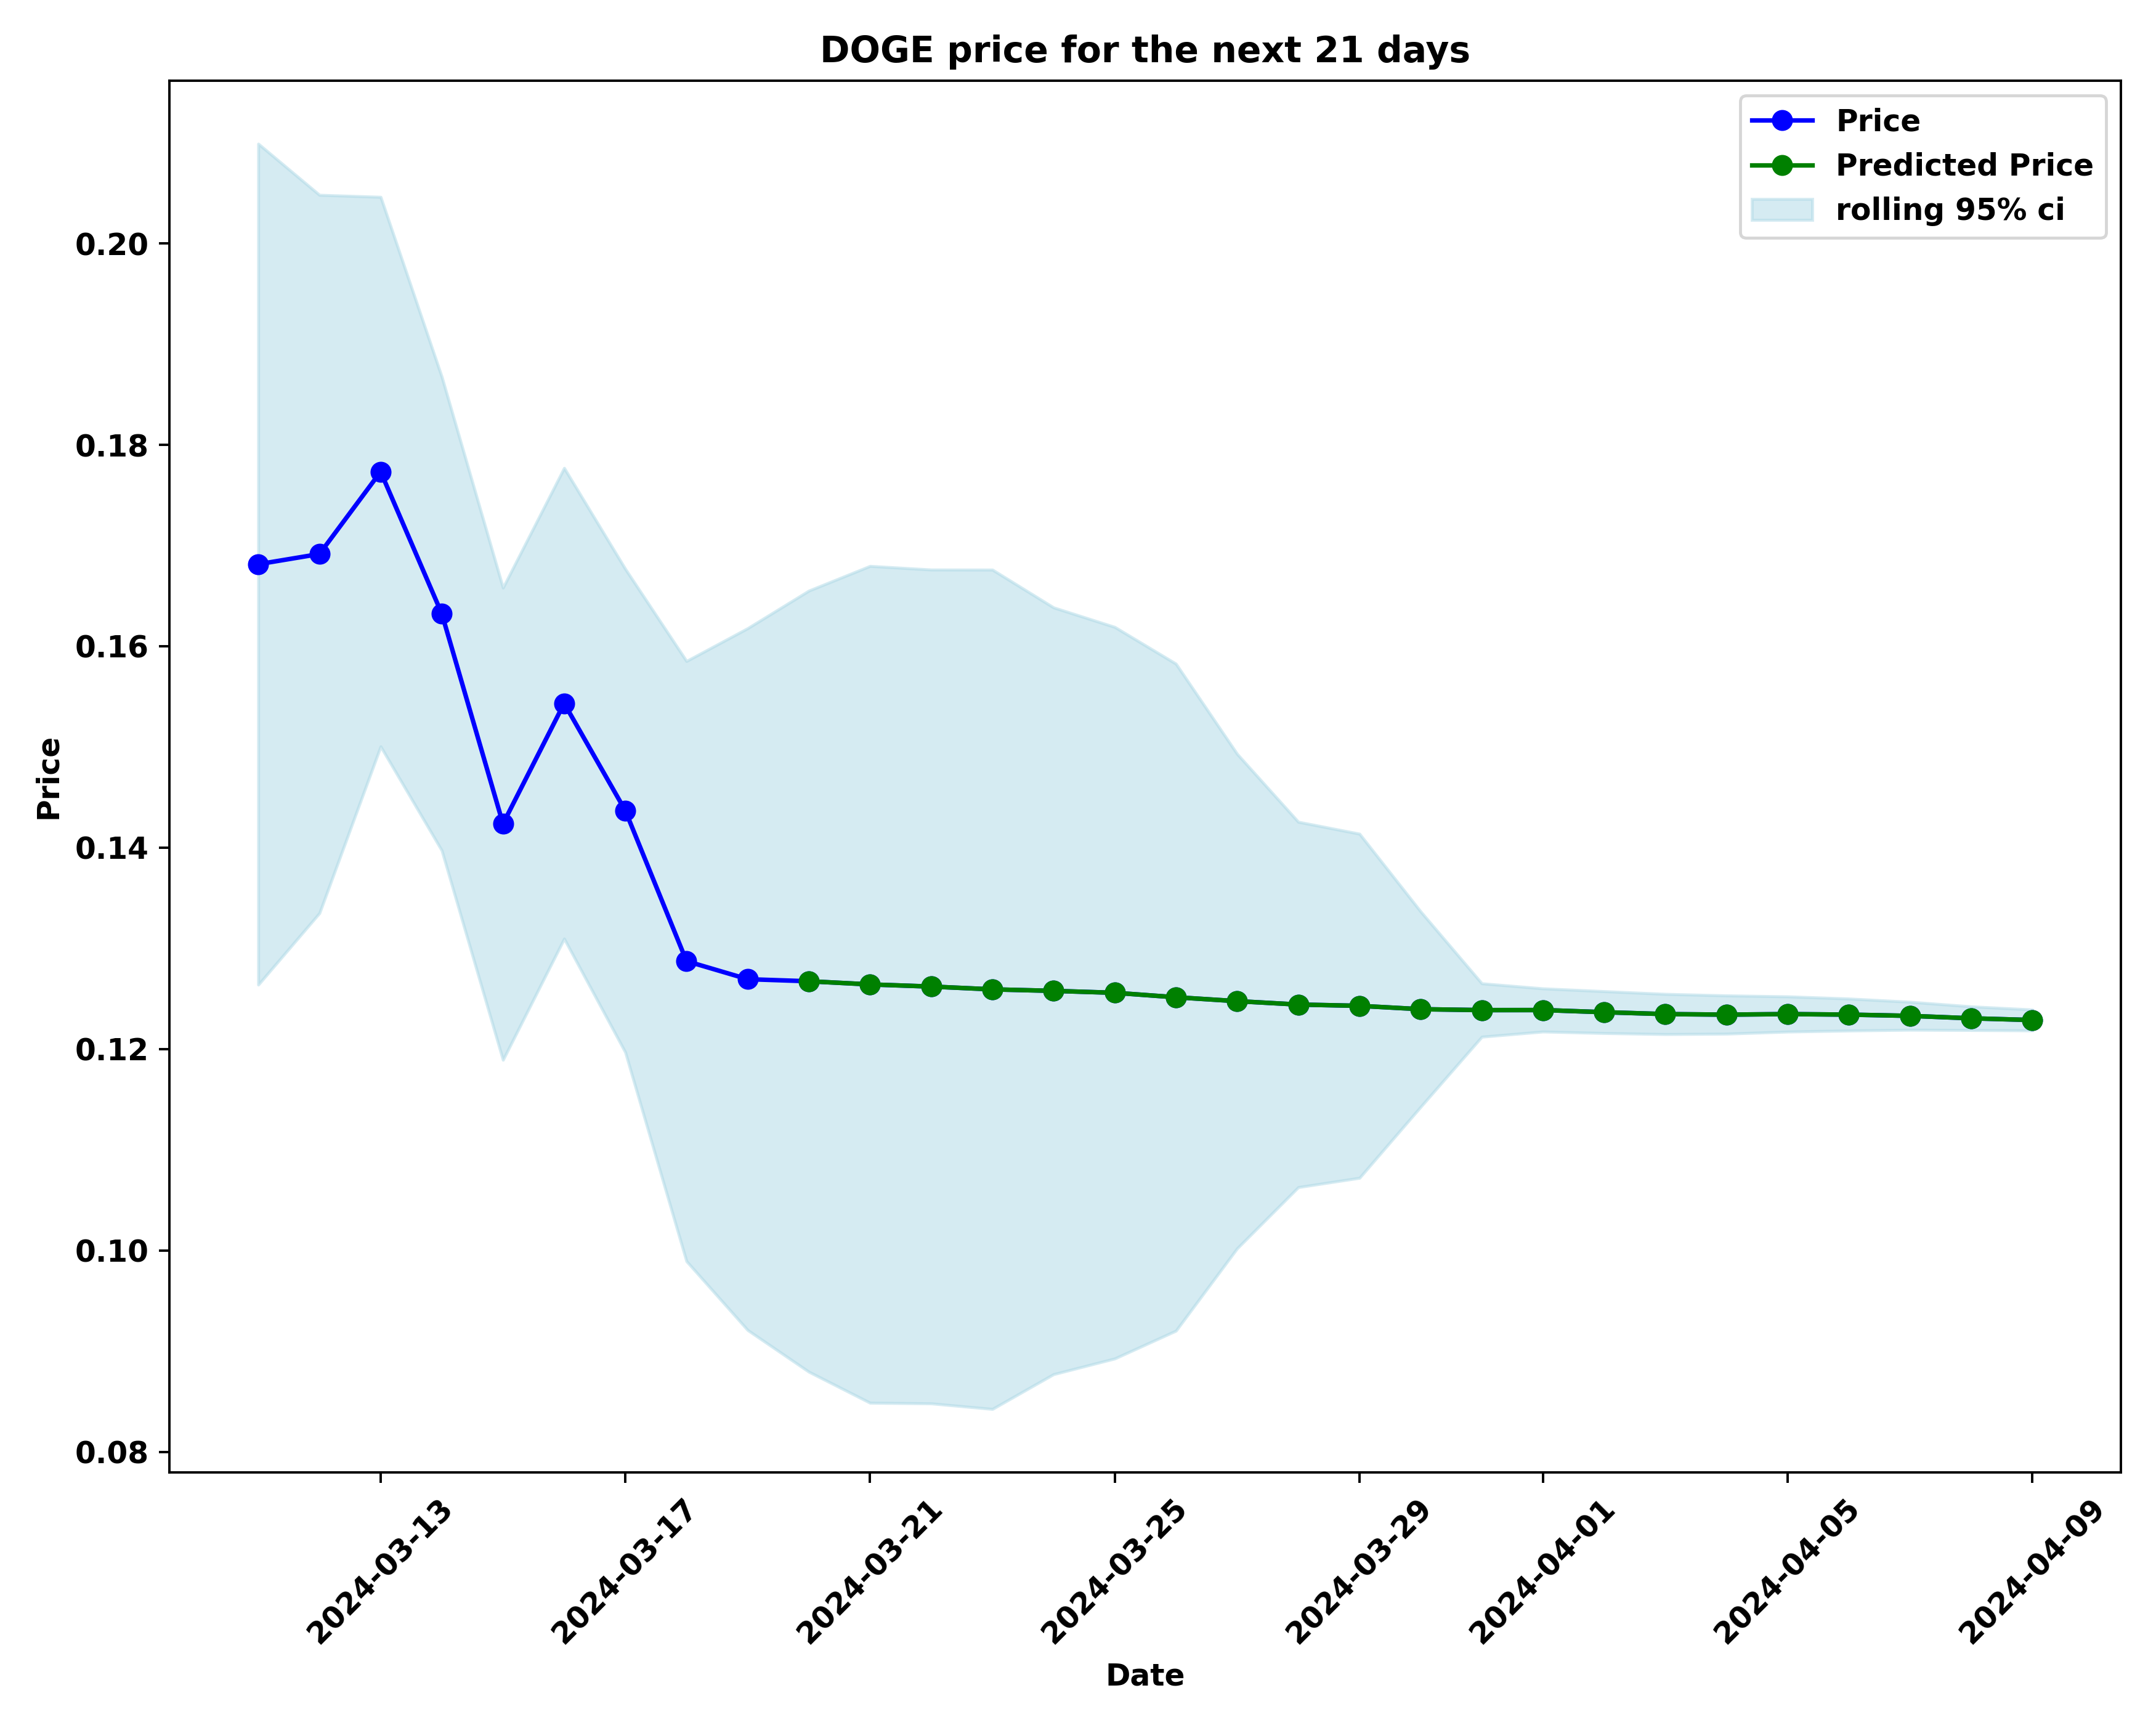 DOGE price for the next 21 days
Price
Predicted Price
rolling 95% ci
0.20
0.18
0.16
0.14
0.12
0.10
0.08
Price
2024-03-13
2024-03-17
2024-03-21
2024-03-25
2024-03-29
2024-04-01
2024-04-05
2024-04-09
Date